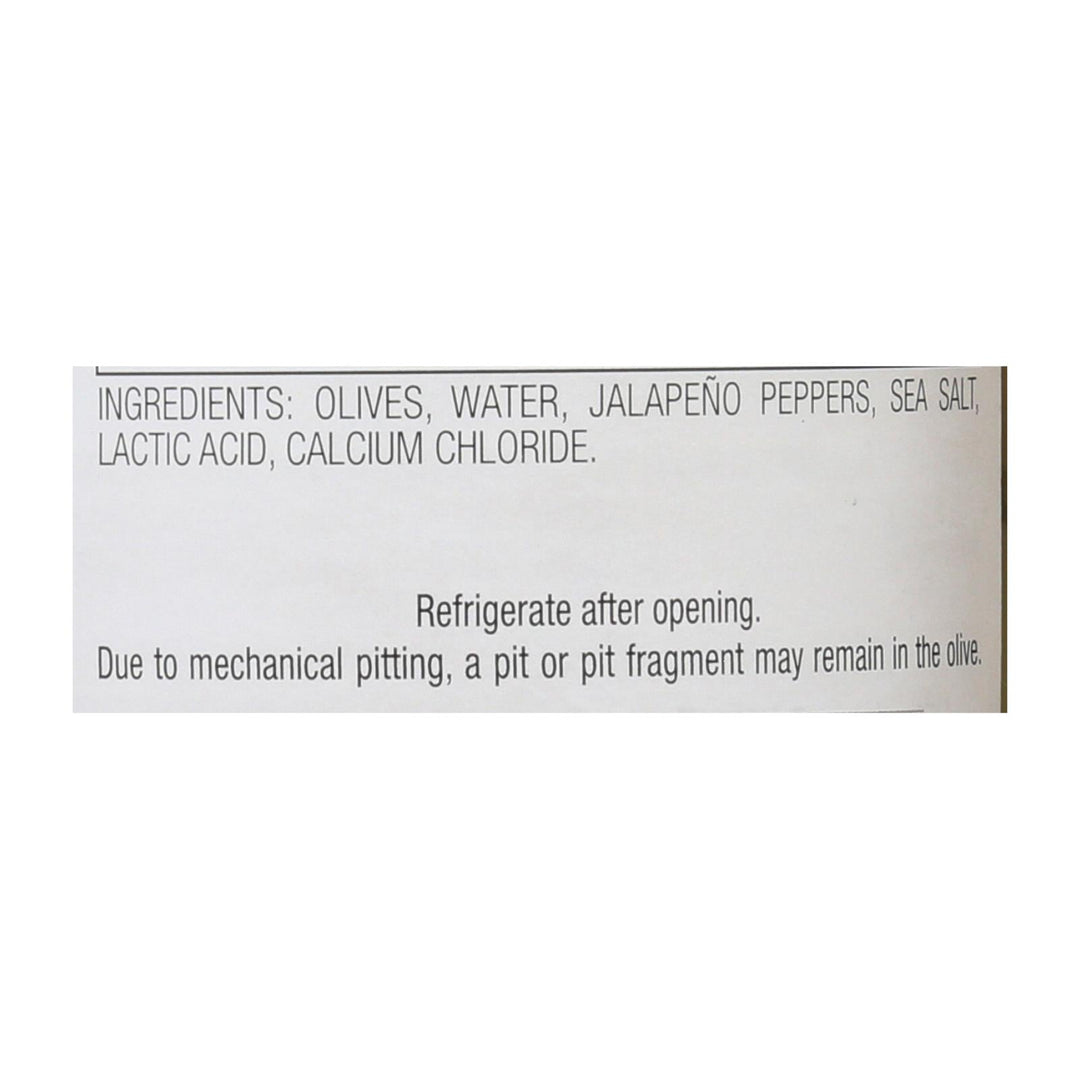 INGREDIENTS: OLIVES, WATER, JALAPEÑO PEPPERS, SEA SALT,
LACTIC ACID, CALCIUM CHLORIDE.
Refrigerate after opening.
Due to mechanical pitting, a pit or pit fragment may remain in the olive.